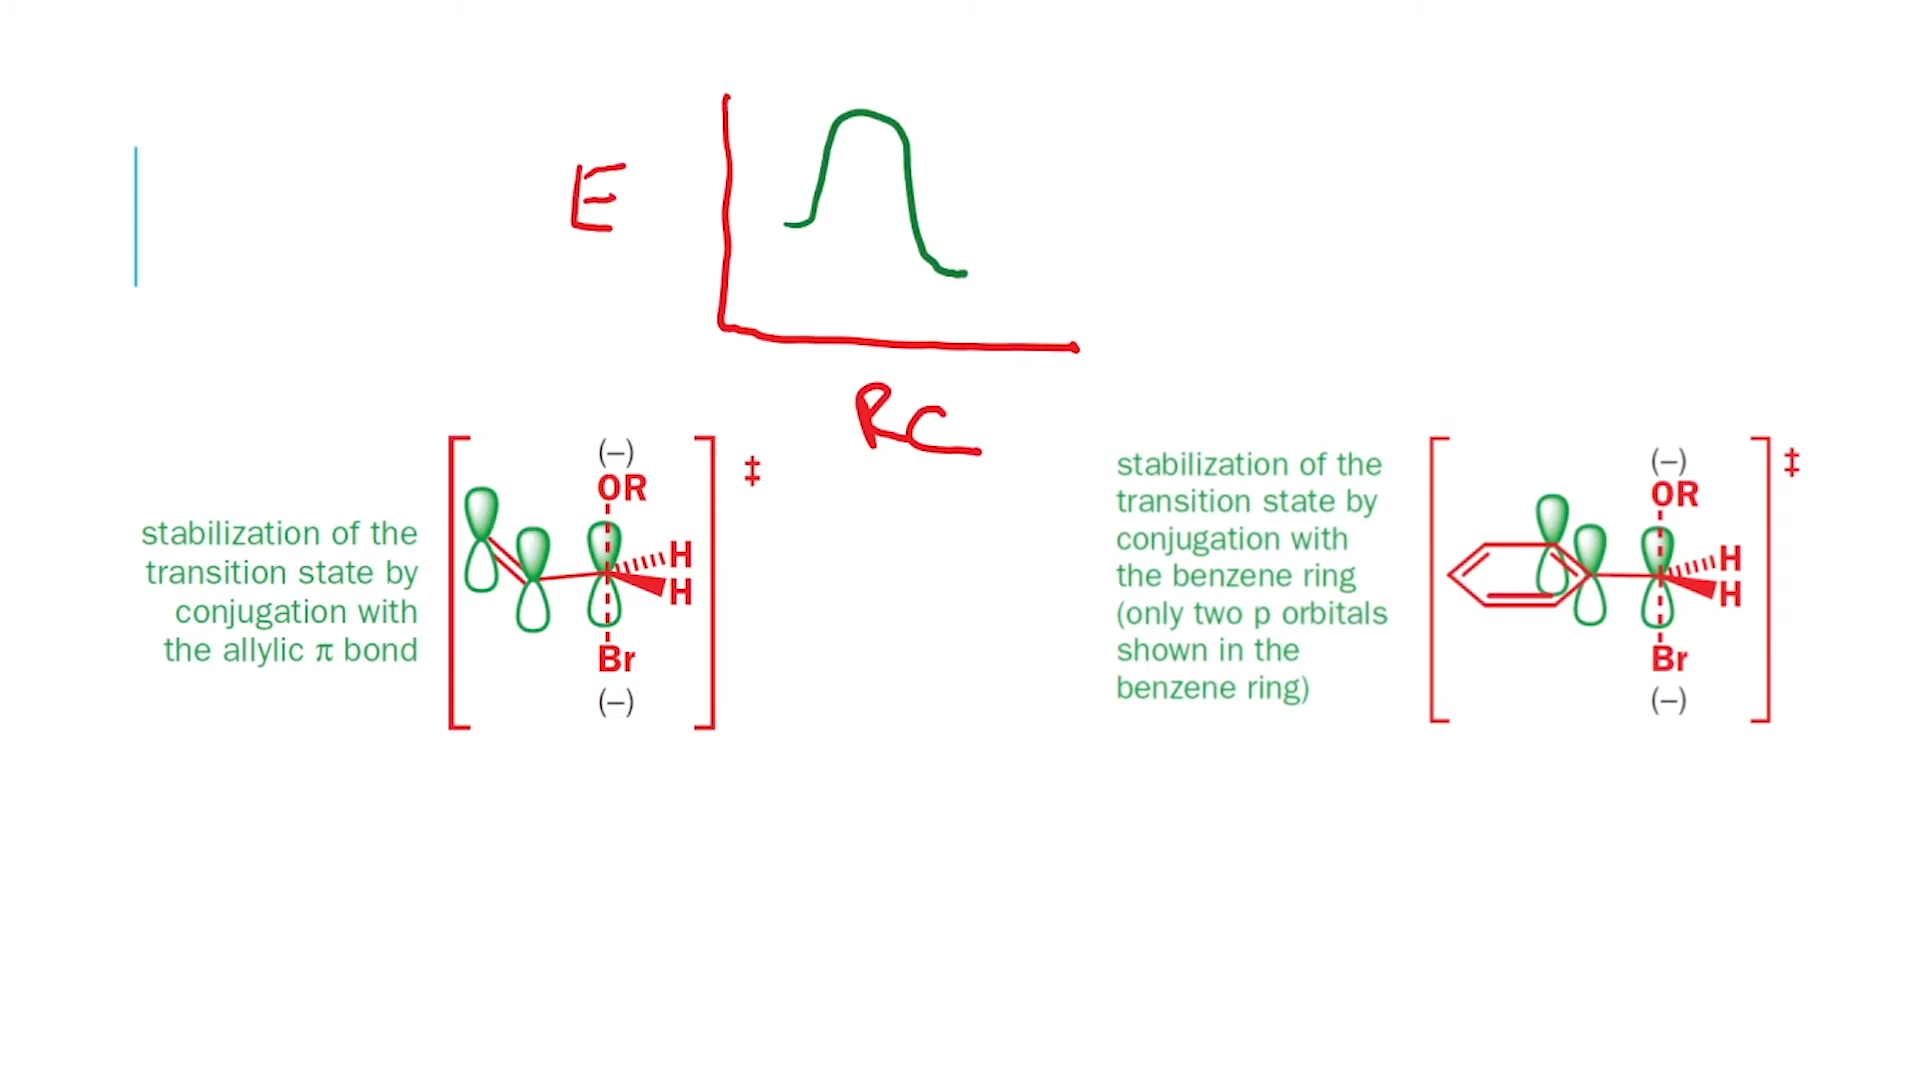 E
RC
stabilization of the
transition state by
conjugation with
the allylic π bond
(–)
OR
H
H
Br
(–)
‡
stabilization of the
transition state by
conjugation with
the benzene ring
(only two p orbitals
shown in the
benzene ring)
(–)
OR
H
H
Br
(–)
‡